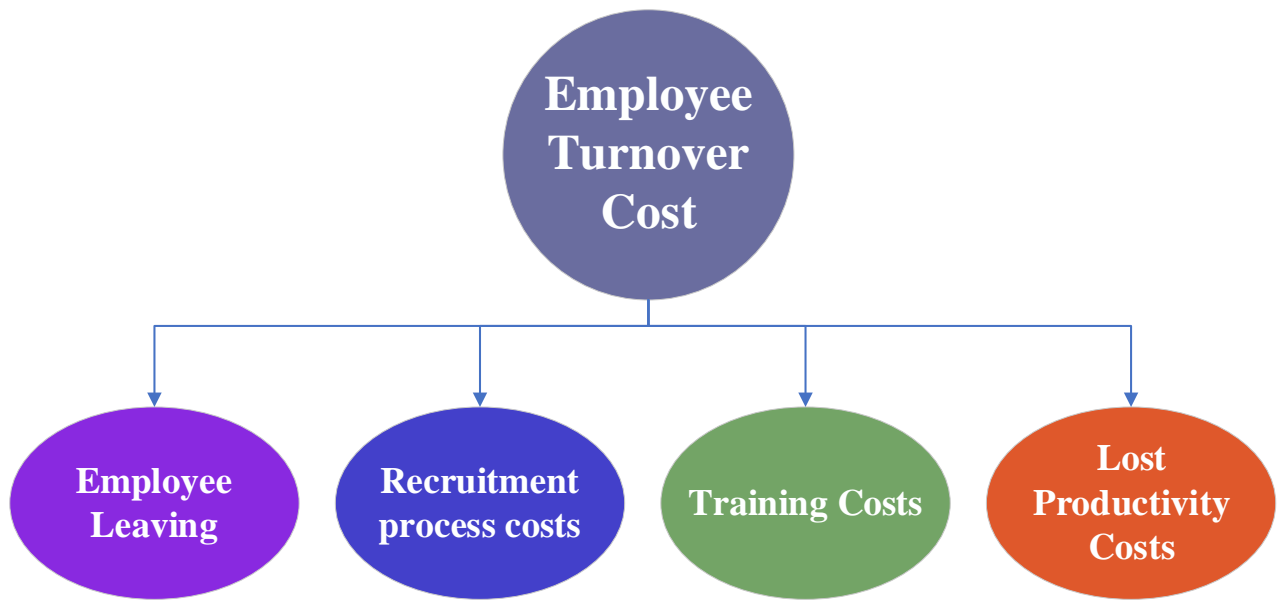 Employee
Turnover
Cost
Employee
Leaving
Recruitment
process costs
Training Costs
Lost
Productivity
Costs